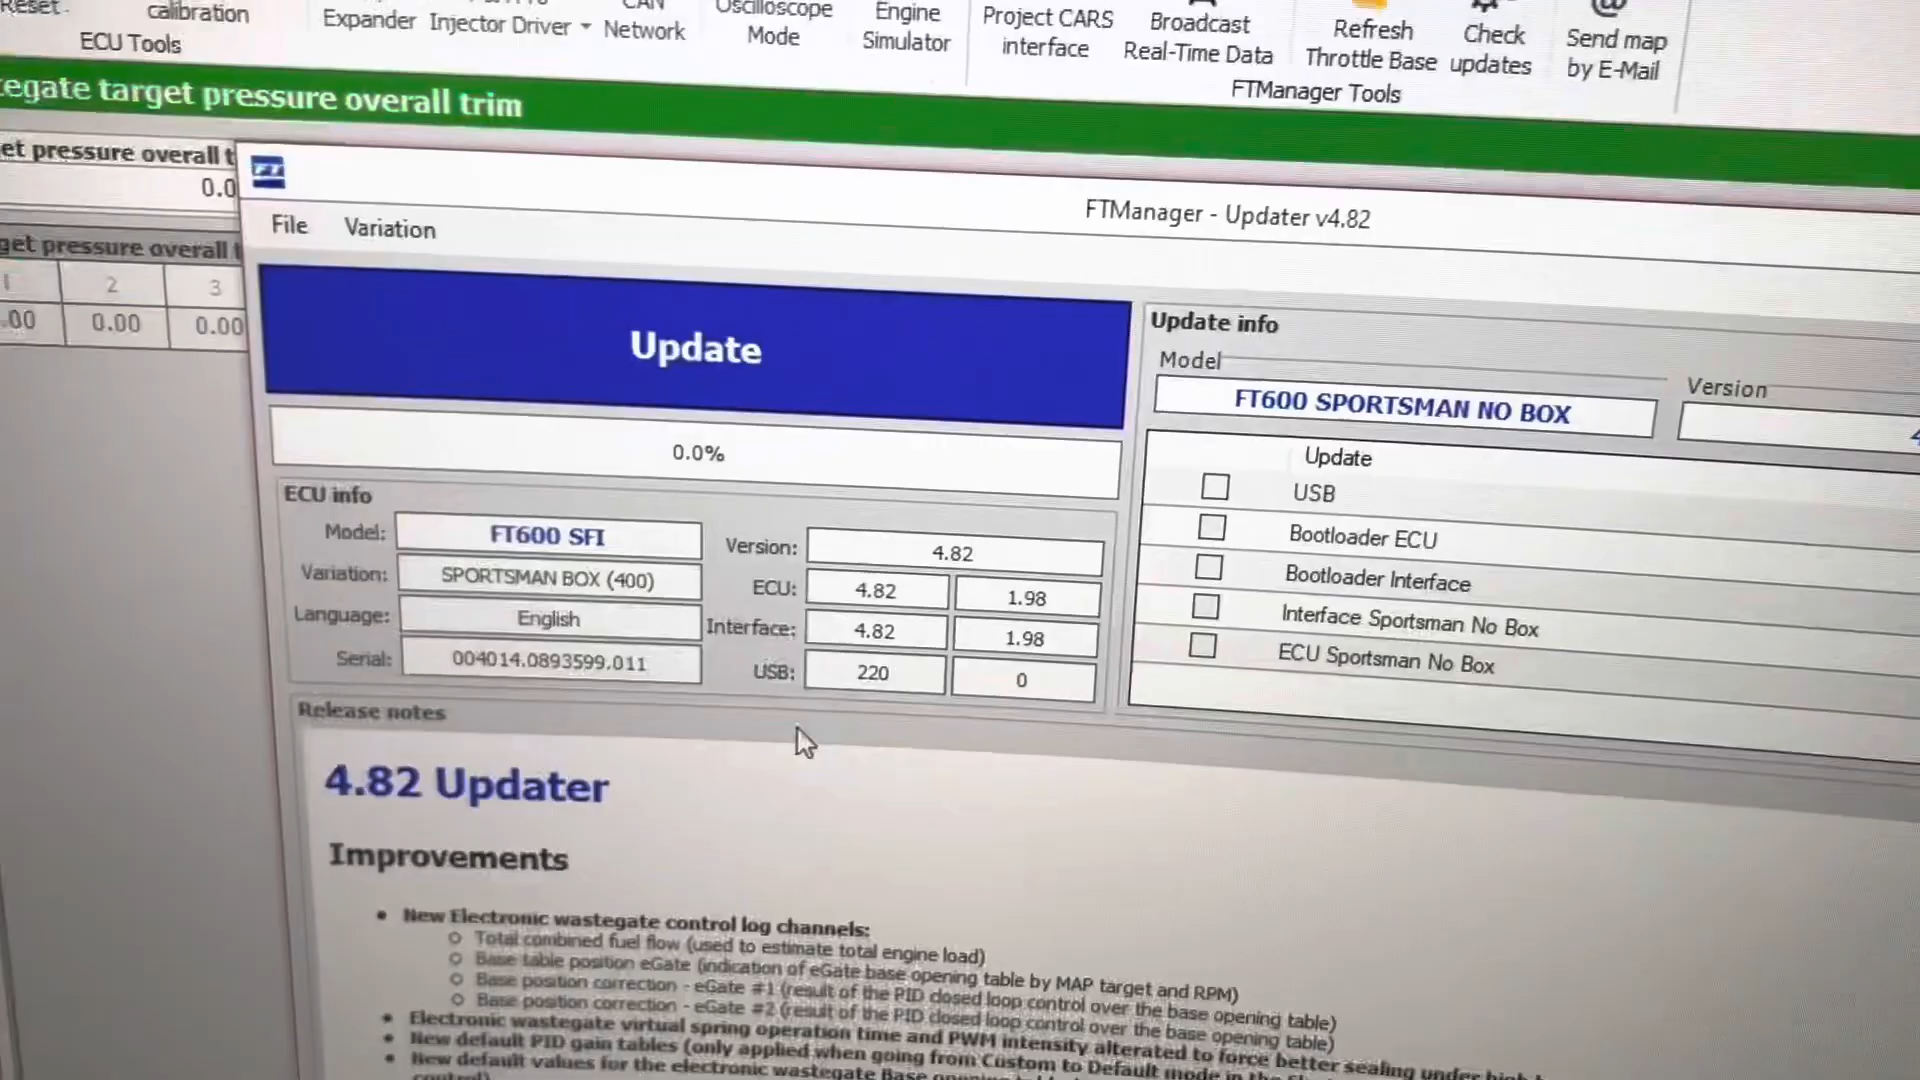 Reset
calibration
Expander
Injector Driver
CAN
Network
Oscilloscope
Mode
Engine
Simulator
Project CARS
interface
Broadcast
Real-Time Data
Refresh
Throttle Base
Check
updates
Send map
by E-Mail
ECU Tools
FTManager Tools
tegate target pressure overall trim
et pressure overall t
0.0
FT
FTManager - Updater v4.82
File
Variation
get pressure overall t
1
2
3
.00
0.00
0.00
Update
0.0%
Update info
Model
FT600 SPORTSMAN NO BOX
Version
4
Update
USB
Bootloader ECU
Bootloader Interface
Interface Sportsman No Box
ECU Sportsman No Box
ECU info
Model:
FT600 SFI
Version:
4.82
Variation:
SPORTSMAN BOX (400)
ECU:
4.82
1.98
Language:
English
Interface:
4.82
1.98
Serial:
004014.0893599.011
USB:
220
0
Release notes
4.82 Updater
Improvements
• New Electronic wastegate control log channels:
○ Total combined fuel flow (used to estimate total engine load)
○ Base table position eGate (indication of eGate base opening table by MAP target and RPM)
○ Base position correction - eGate #1 (result of the PID closed loop control over the base opening table)
○ Base position correction - eGate #2 (result of the PID closed loop control over the base opening table)
• Electronic wastegate virtual spring operation time and PWM intensity alterated to force better sealing under high
• New default PID gain tables (only applied when going from Custom to Default mode in the
• New default values for the electronic wastegate Base
control)